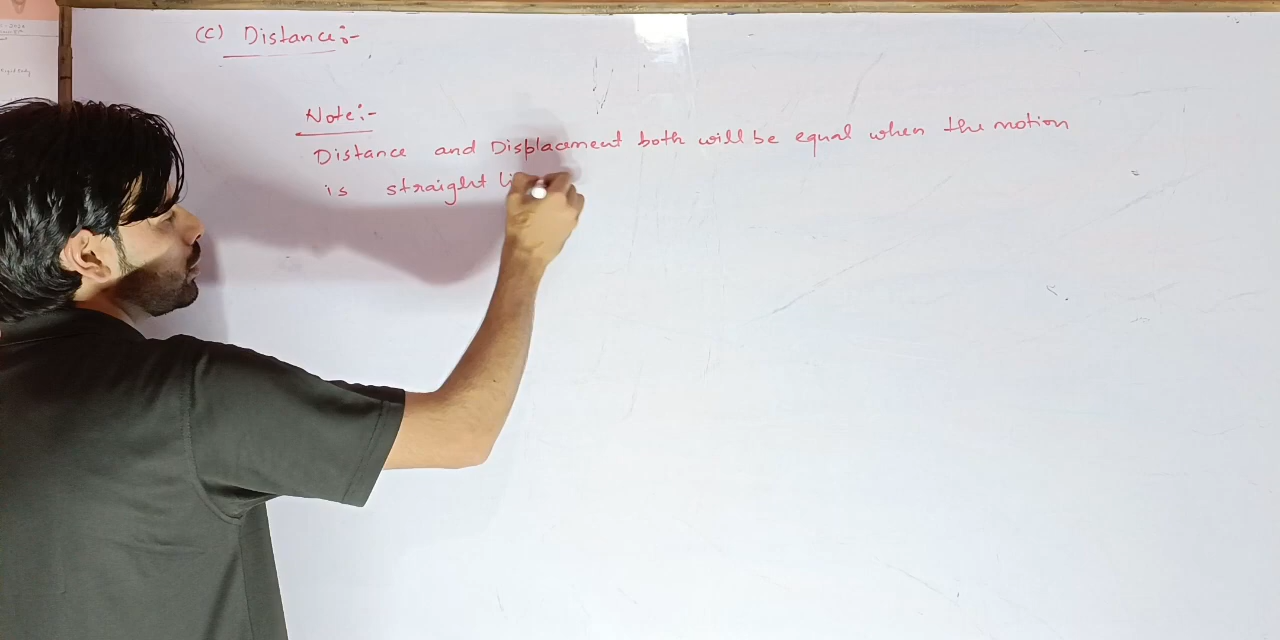 (C) Distance:-
Note:-
Distance and Displacement both will be equal when the motion
is straight li